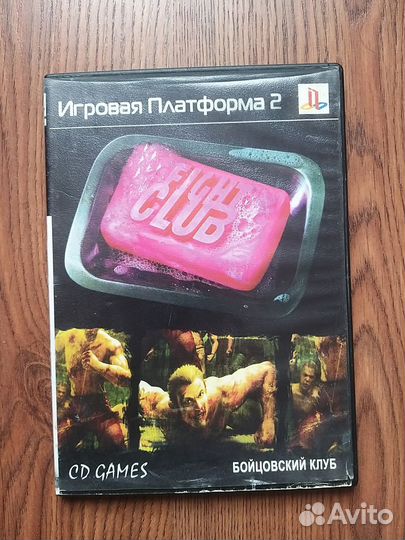 Игровая Платформа 2
FIGHT
CLUB
CD GAMES
БОЙЦОВСКИЙ КЛУБ
Avito